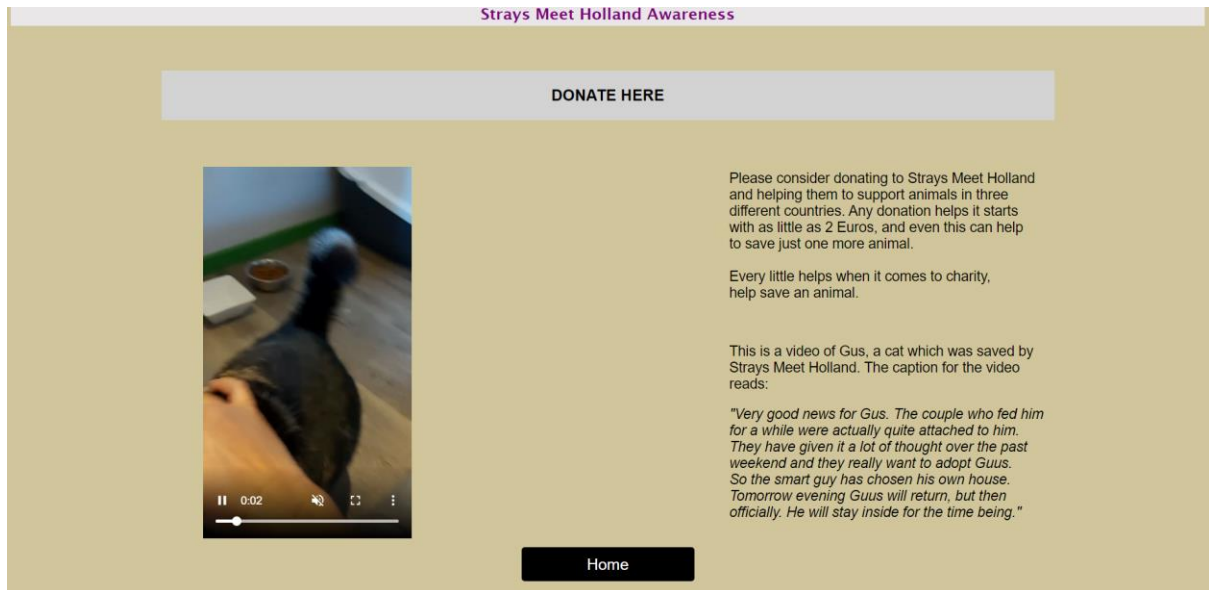 Strays Meet Holland Awareness
DONATE HERE
Please consider donating to Strays Meet Holland
and helping them to support animals in three
different countries. Any donation helps it starts
with as little as 2 Euros, and even this can help
to save just one more animal.
Every little helps when it comes to charity,
help save an animal.
This is a video of Gus, a cat which was saved by
Strays Meet Holland. The caption for the video
reads:
"Very good news for Gus. The couple who fed him
for a while were actually quite attached to him.
They have given it a lot of thought over the past
weekend and they really want to adopt Guus.
So the smart guy has chosen his own house.
Tomorrow evening Guus will return, but then
officially. He will stay inside for the time being."
0:02
Home